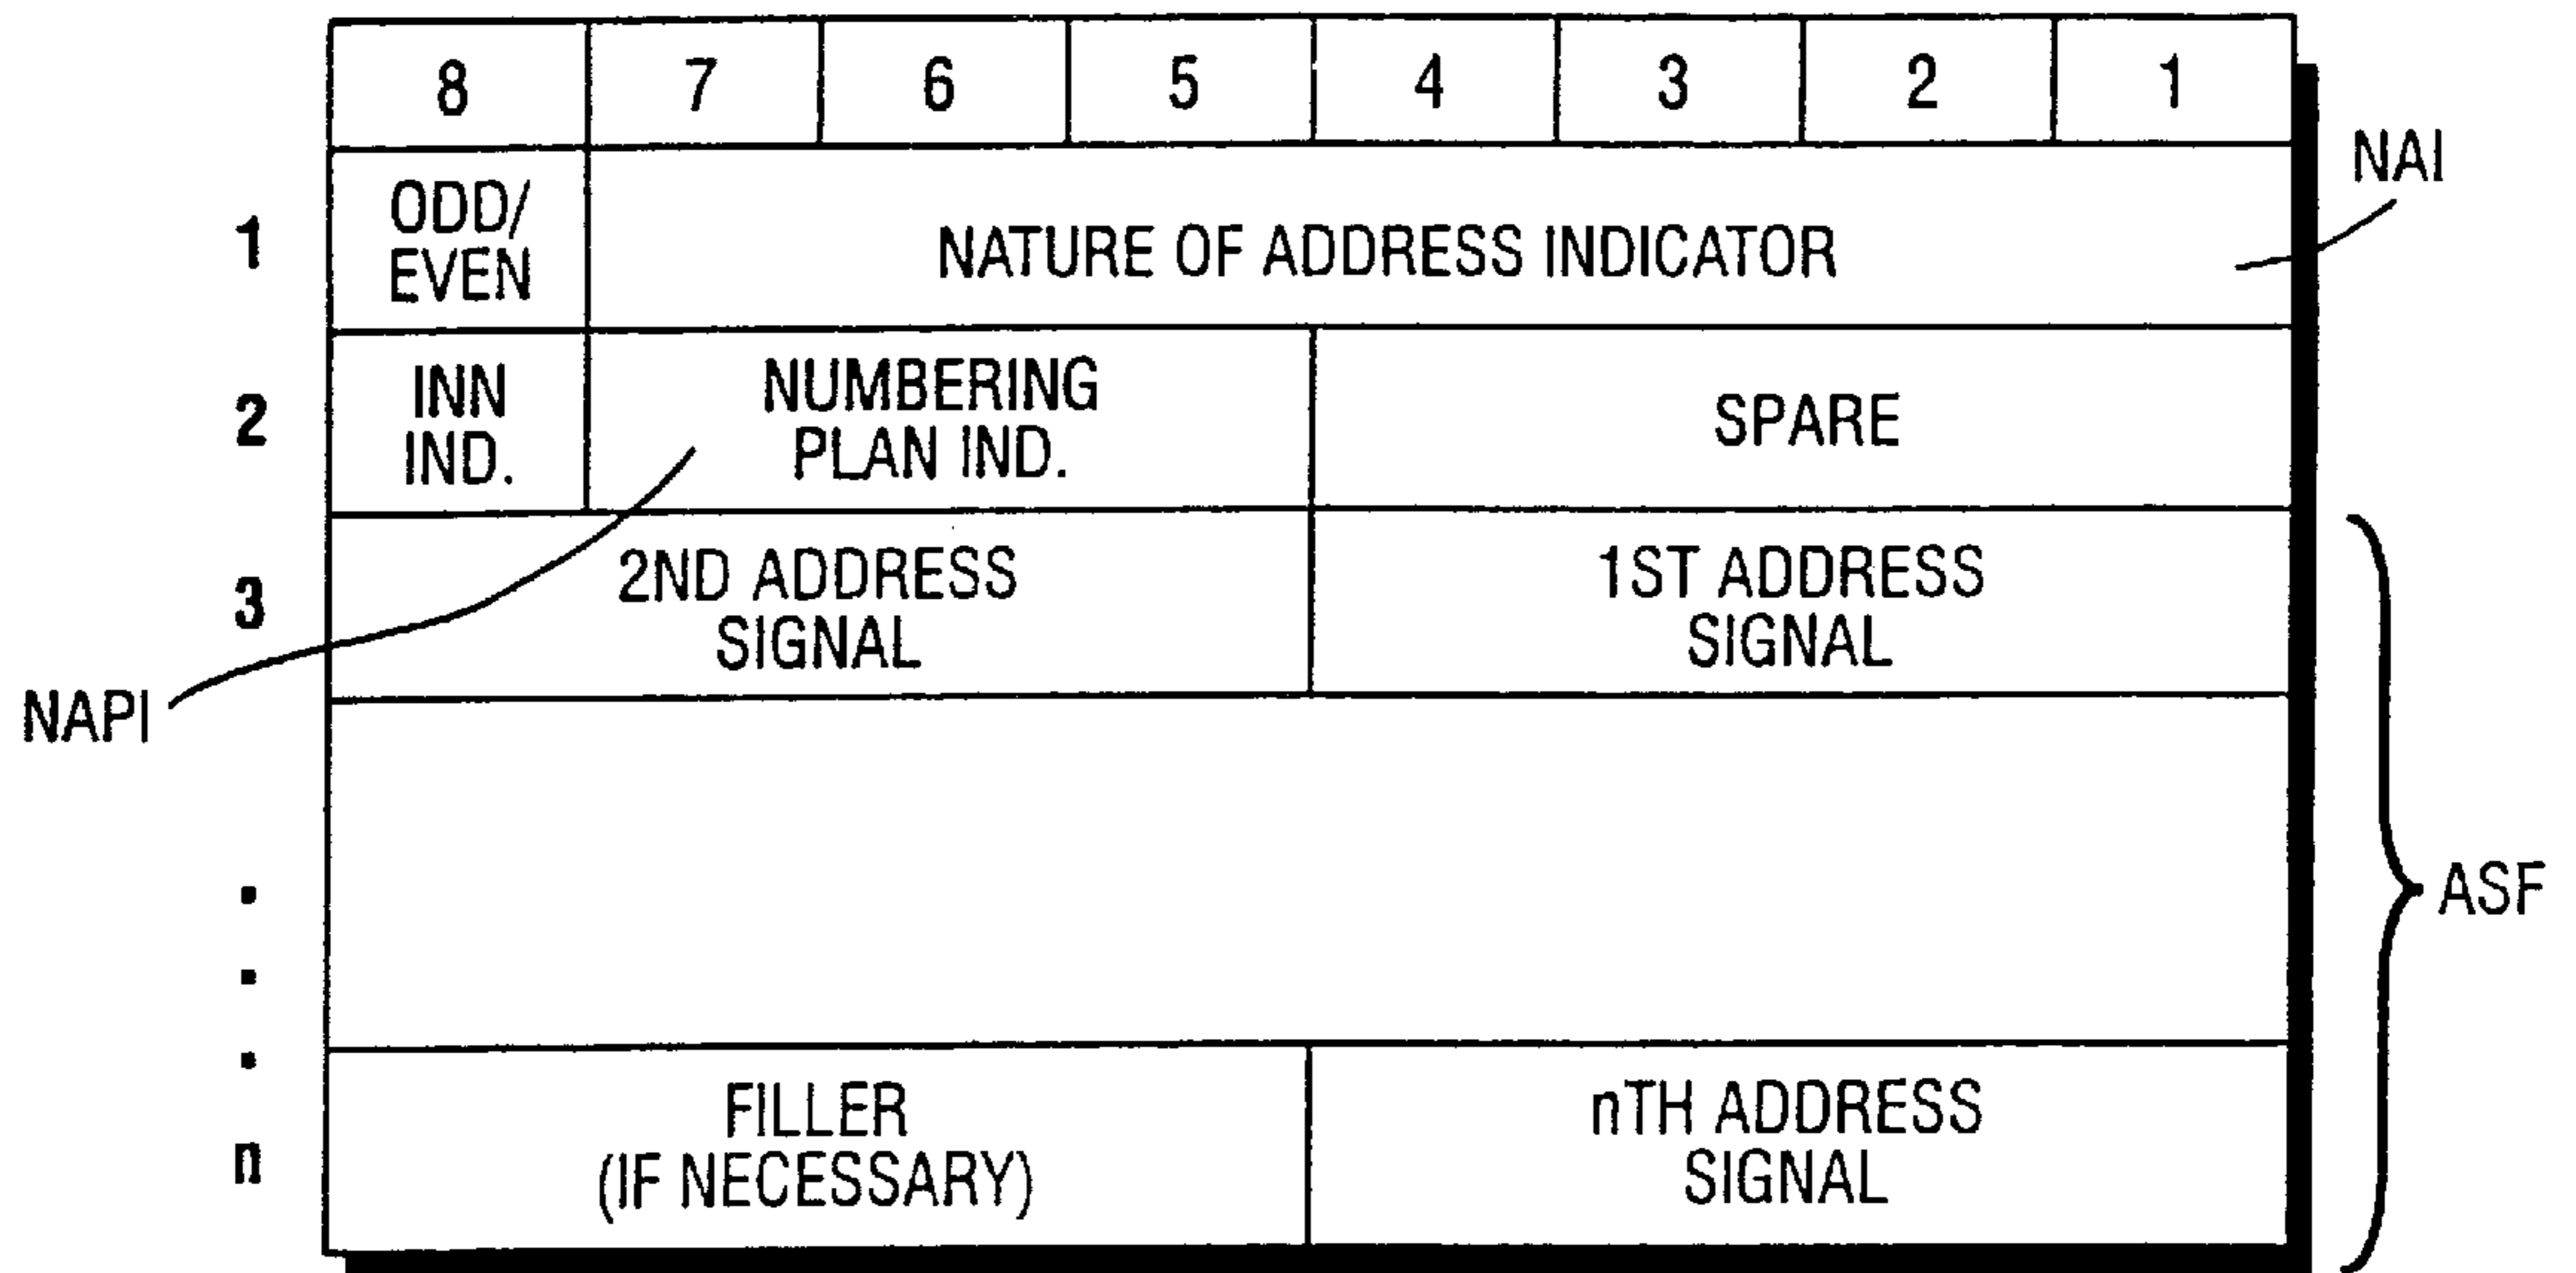 8 7 6 5 4 3 2 1
NAI
1 ODD/
EVEN
NATURE OF ADDRESS INDICATOR
2 INN
IND.
NUMBERING
PLAN IND.
SPARE
3 2ND ADDRESS
SIGNAL
1ST ADDRESS
SIGNAL
NAPI
ASF
n FILLER
(IF NECESSARY)
nTH ADDRESS
SIGNAL